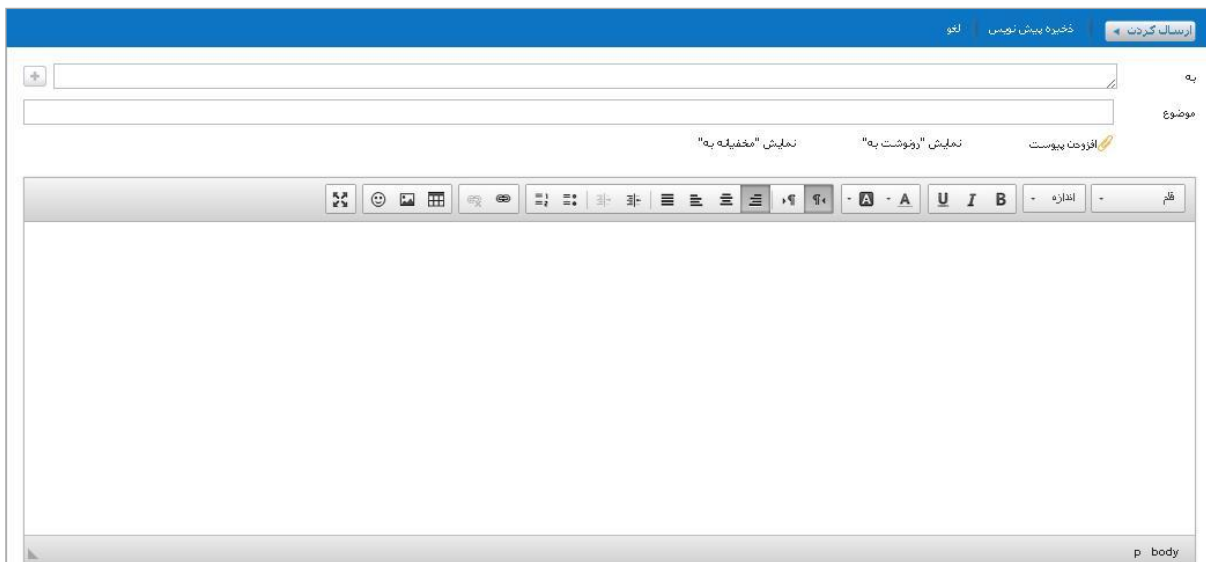 ارسال کردن ذخیره پیش نویس لغو
به
موضوع
افزودن پیوست نمایش "رونوشت به" نمایش "مخفیانه به"
قلم اندازه B I U A A
body p